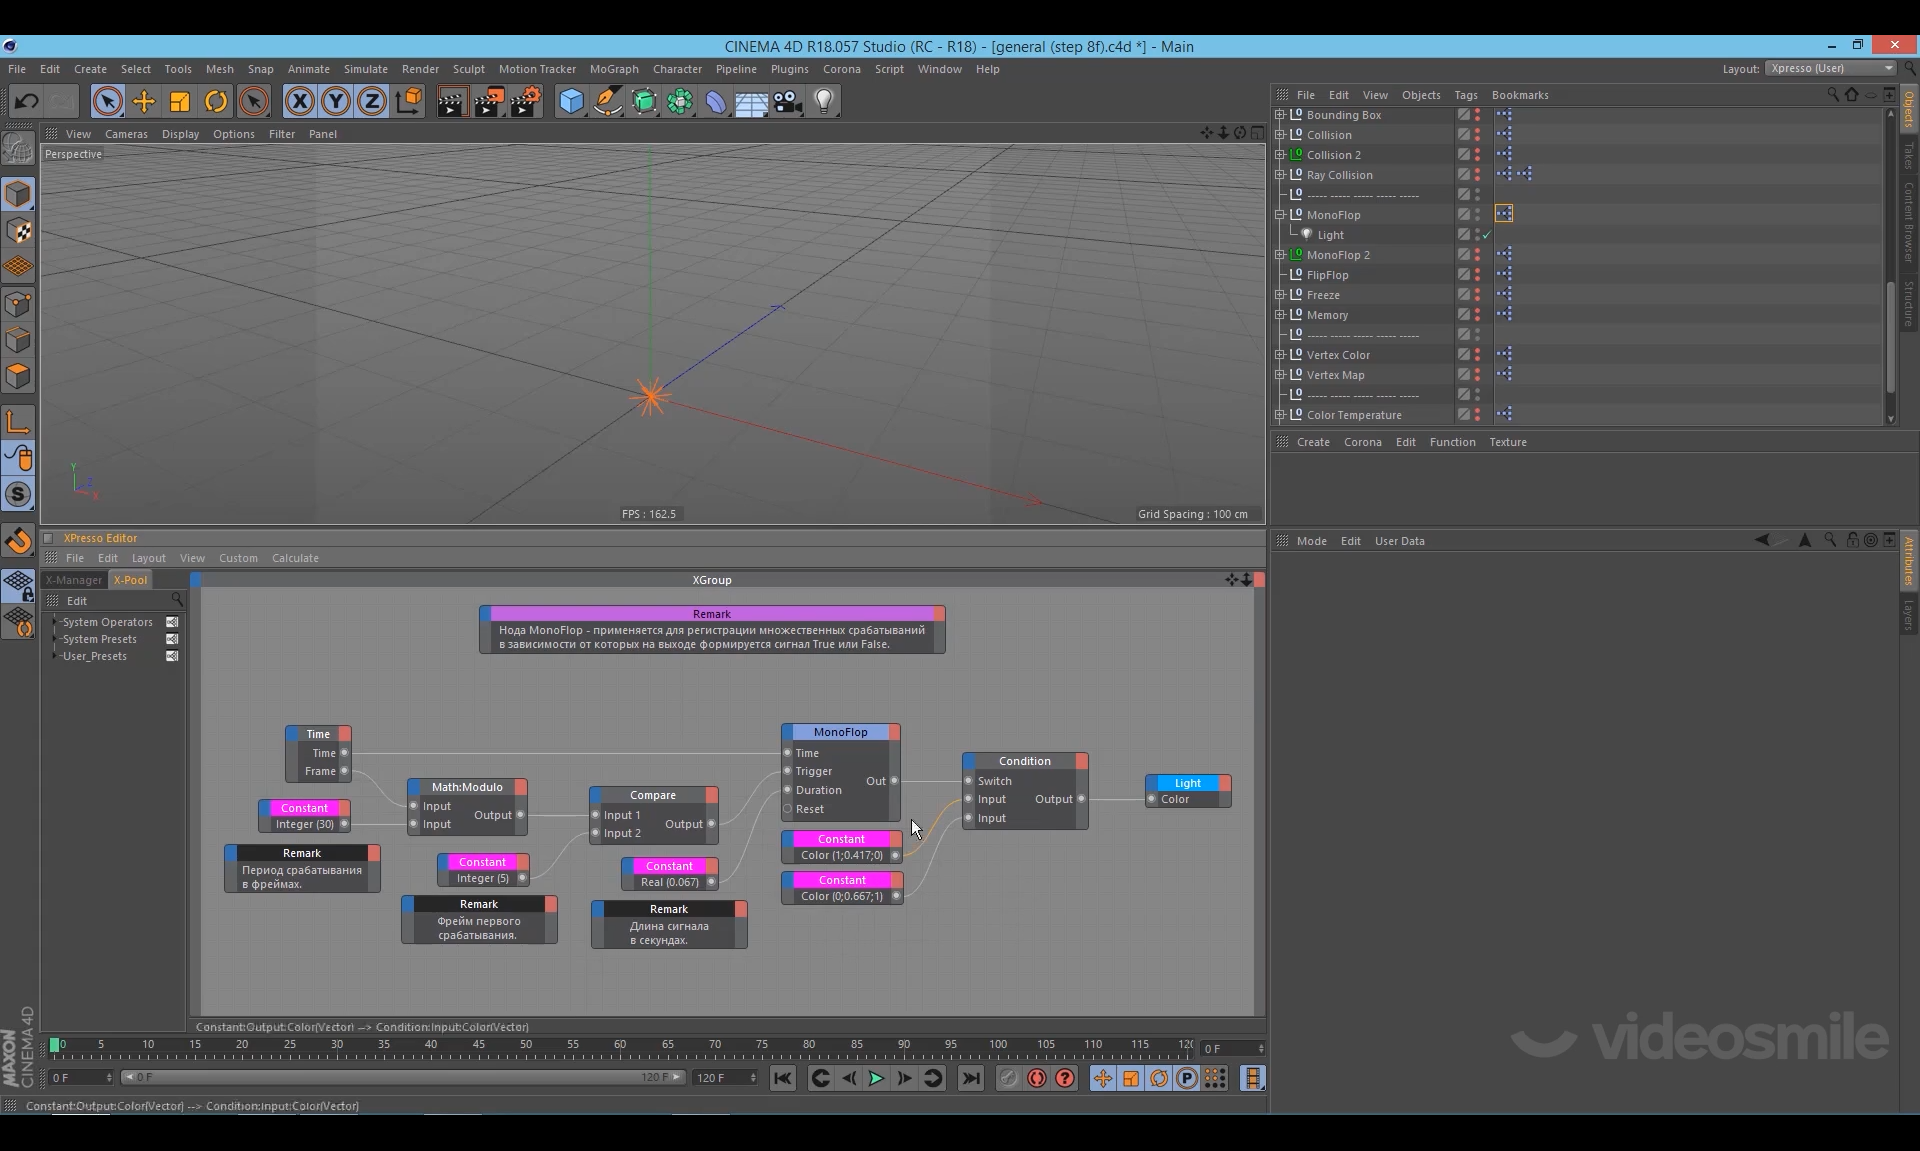 CINEMA 4D R18.057 Studio (RC - R18) - [general (step 8f).c4d *] - Main
File Edit Create Select Tools Mesh Snap Animate Simulate Render Sculpt Motion Tracker MoGraph Character Pipeline Plugins Corona Script Window Help
Layout: Xpresso (User)
X Y Z
File Edit View Objects Tags Bookmarks
View Cameras Display Options Filter Panel
Perspective
Y
Z
X
FPS : 162.5
Grid Spacing : 100 cm
Bounding Box
Collision
Collision 2
Ray Collision
----- ----- ----- ----- -----
MonoFlop
Light
MonoFlop 2
FlipFlop
Freeze
Memory
----- ----- ----- ----- -----
Vertex Color
Vertex Map
----- ----- ----- ----- -----
Color Temperature
Objects
Takes
Content Browser
Structure
Create Corona Edit Function Texture
Mode Edit User Data
Attributes
Layers
XPresso Editor
File Edit Layout View Custom Calculate
X-Manager X-Pool
Edit
System Operators
System Presets
User_Presets
XGroup
Remark
Нода MonoFlop - применяется для регистрации множественных срабатываний
в зависимости от которых на выходе формируется сигнал True или False.
Time
Time
Frame
Constant
Integer (30)
Remark
Период срабатывания
в фреймах.
Math:Modulo
Input
Output
Input
Constant
Integer (5)
Remark
Фрейм первого
срабатывания.
Compare
Input 1
Output
Input 2
Constant
Real (0.067)
Remark
Длина сигнала
в секундах.
MonoFlop
Time
Trigger
Out
Duration
Reset
Constant
Color (1;0.417;0)
Constant
Color (0;0.667;1)
Condition
Switch
Input
Output
Input
Light
Color
Constant:Output:Color(Vector) --> Condition:Input:Color(Vector)
0 5 10 15 20 25 30 35 40 45 50 55 60 65 70 75 80 85 90 95 100 105 110 115 120
0 F
0 F
0 F
120 F
120 F
Constant:Output:Color(Vector) --> Condition:Input:Color(Vector)
MAXON
CINEMA 4D
videosmile